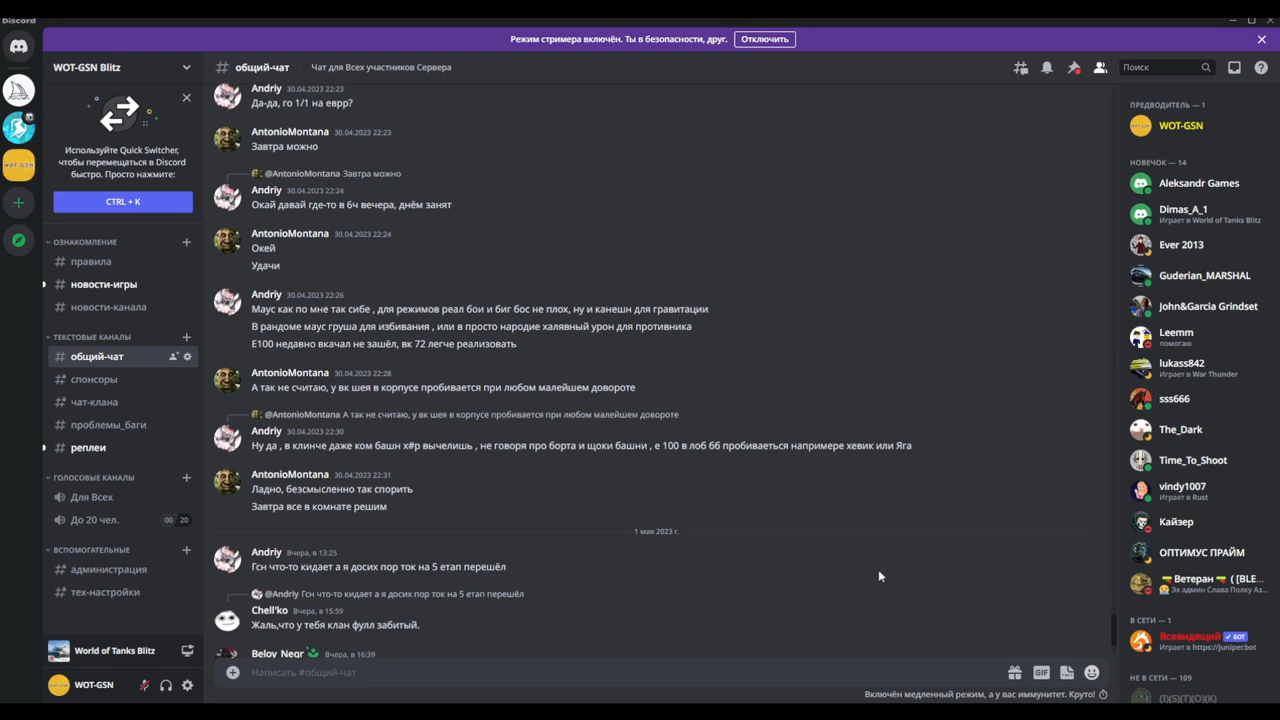 Discord
Режим стримера включён. Ты в безопасности, друг.
Отключить
WOT-GSN Blitz
общий-чат
Чат для Всех участников Сервера
Поиск
Используйте Quick Switcher,
чтобы перемещаться в Discord
быстро. Просто нажмите:
CTRL + K
WOT-GSN
ОЗНАКОМЛЕНИЕ
правила
новости-игры
новости-канала
ТЕКСТОВЫЕ КАНАЛЫ
общий-чат
спонсоры
чат-клана
проблемы_баги
реплеи
ГОЛОСОВЫЕ КАНАЛЫ
Для Всех
До 20 чел. 00 20
ВСПОМОГАТЕЛЬНЫЕ
администрация
тех-настройки
World of Tanks Blitz
WOT-GSN
Andriy 30.04.2023 22:23
Да-да, го 1/1 на еврр?
AntonioMontana 30.04.2023 22:23
Завтра можно
@AntonioMontana Завтра можно
Andriy 30.04.2023 22:24
Окай давай где-то в 6ч вечера, днём занят
AntonioMontana 30.04.2023 22:24
Окей
Удачи
Andriy 30.04.2023 22:26
Маус как по мне так сибе , для режимов реал бои и биг бос не плох, ну и канешн для гравитации
В рандоме маус груша для избивания , или в просто народие халявный урон для противника
Е100 недавно вкачал не зашёл, вк 72 легче реализовать
AntonioMontana 30.04.2023 22:28
А так не считаю, у вк шея в корпусе пробивается при любом малейшем довороте
@AntonioMontana А так не считаю, у вк шея в корпусе пробивается при любом малейшем довороте
Andriy 30.04.2023 22:30
Ну да , в клинче даже ком башн х#р вычелишь , не говоря про борта и щоки башни , е 100 в лоб бб пробиваеться например хевик или Яга
AntonioMontana 30.04.2023 22:31
Ладно, безсмысленно так спорить
Завтра все в комнате решим
1 мая 2023 г.
Andriy Вчера, в 13:25
Гсн что-то кидает а я досих пор ток на 5 етап перешёл
@Andriy Гсн что-то кидает а я досих пор ток на 5 етап перешёл
Chell'ko Вчера, в 15:59
Жаль,что у тебя клан фулл забитый.
Beloy_Negr Вчера, в 16:39
Написать #общий-чат
GIF
Включён медленный режим, а у вас иммунитет. Круто!
ПРЕДВОДИТЕЛЬ — 1
WOT-GSN
НОВЕЧОК — 14
Aleksandr Games
Dimas_A_1
Играет в World of Tanks Blitz
Ever 2013
Guderian_MARSHAL
John&Garcia Grindset
Leemm
помогаю
lukass842
Играет в War Thunder
sss666
The_Dark
Time_To_Shoot
vindy1007
Играет в Rust
Кайзер
ОПТИМУС ПРАЙМ
Ветеран ( [BLE...
Эх админ Слава Полку Аз...
В СЕТИ — 1
Всевидящий БОТ
Играет в https://juniper.bot
НЕ В СЕТИ — 109
(I)(S)(T)(O)(K)